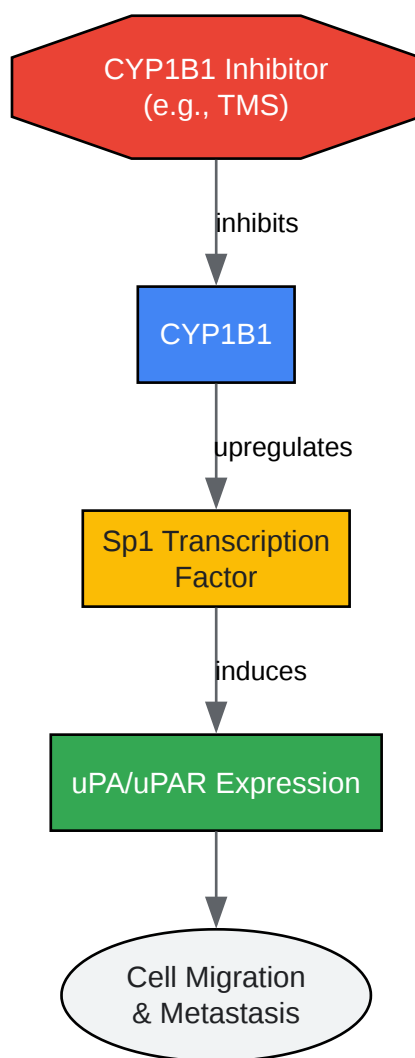 CYP1B1 Inhibitor
(e.g., TMS)
inhibits
CYP1B1
upregulates
Sp1 Transcription
Factor
induces
uPA/uPAR Expression
Cell Migration
& Metastasis